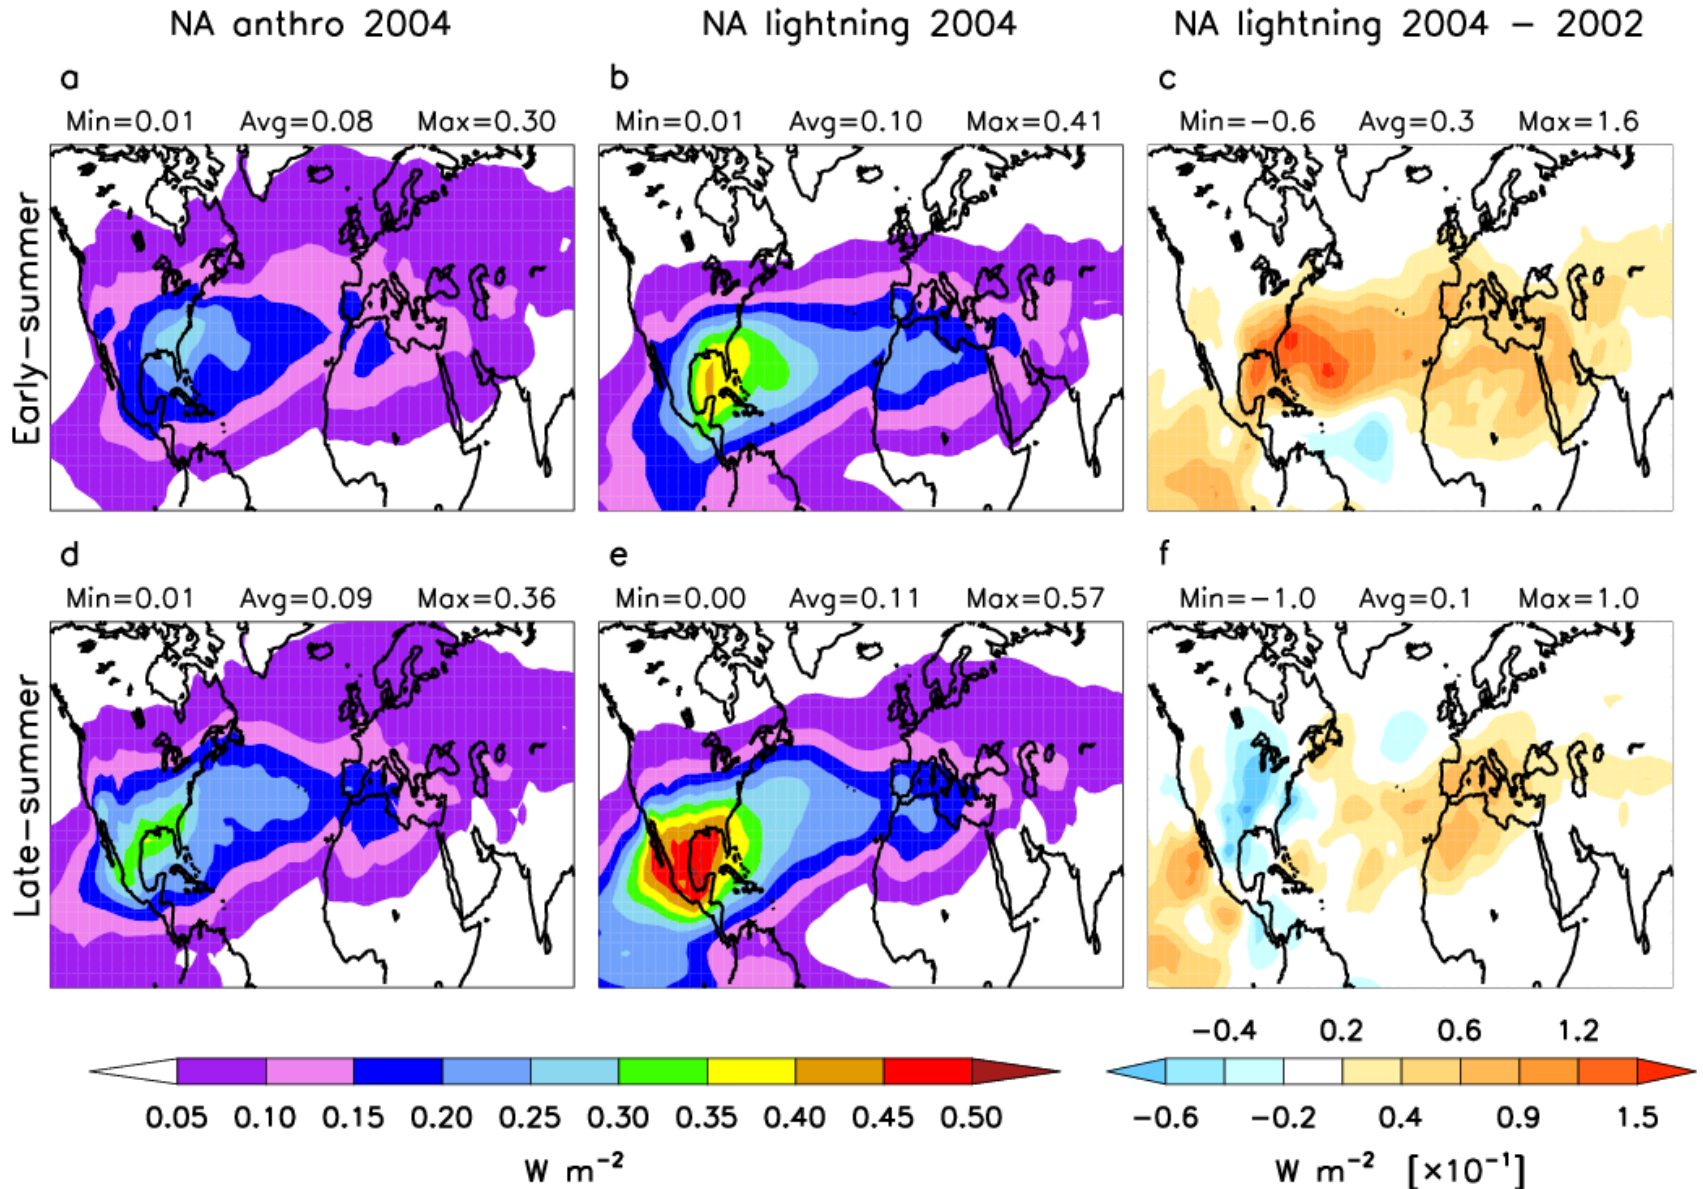 NA anthro 2004 NA lightning 2004 NA lightning 2004 − 2002
a b c
Min=0.01 Avg=0.08 Max=0.30 Min=0.01 Avg=0.10 Max=0.41 Min=−0.6 Avg=0.3 Max=1.6
Early−summer
d e f
Min=0.01 Avg=0.09 Max=0.36 Min=0.00 Avg=0.11 Max=0.57 Min=−1.0 Avg=0.1 Max=1.0
Late−summer
−0.4 0.2 0.6 1.2
0.05 0.10 0.15 0.20 0.25 0.30 0.35 0.40 0.45 0.50 −0.6 −0.2 0.4 0.9 1.5
W m⁻² W m⁻² [×10⁻¹]